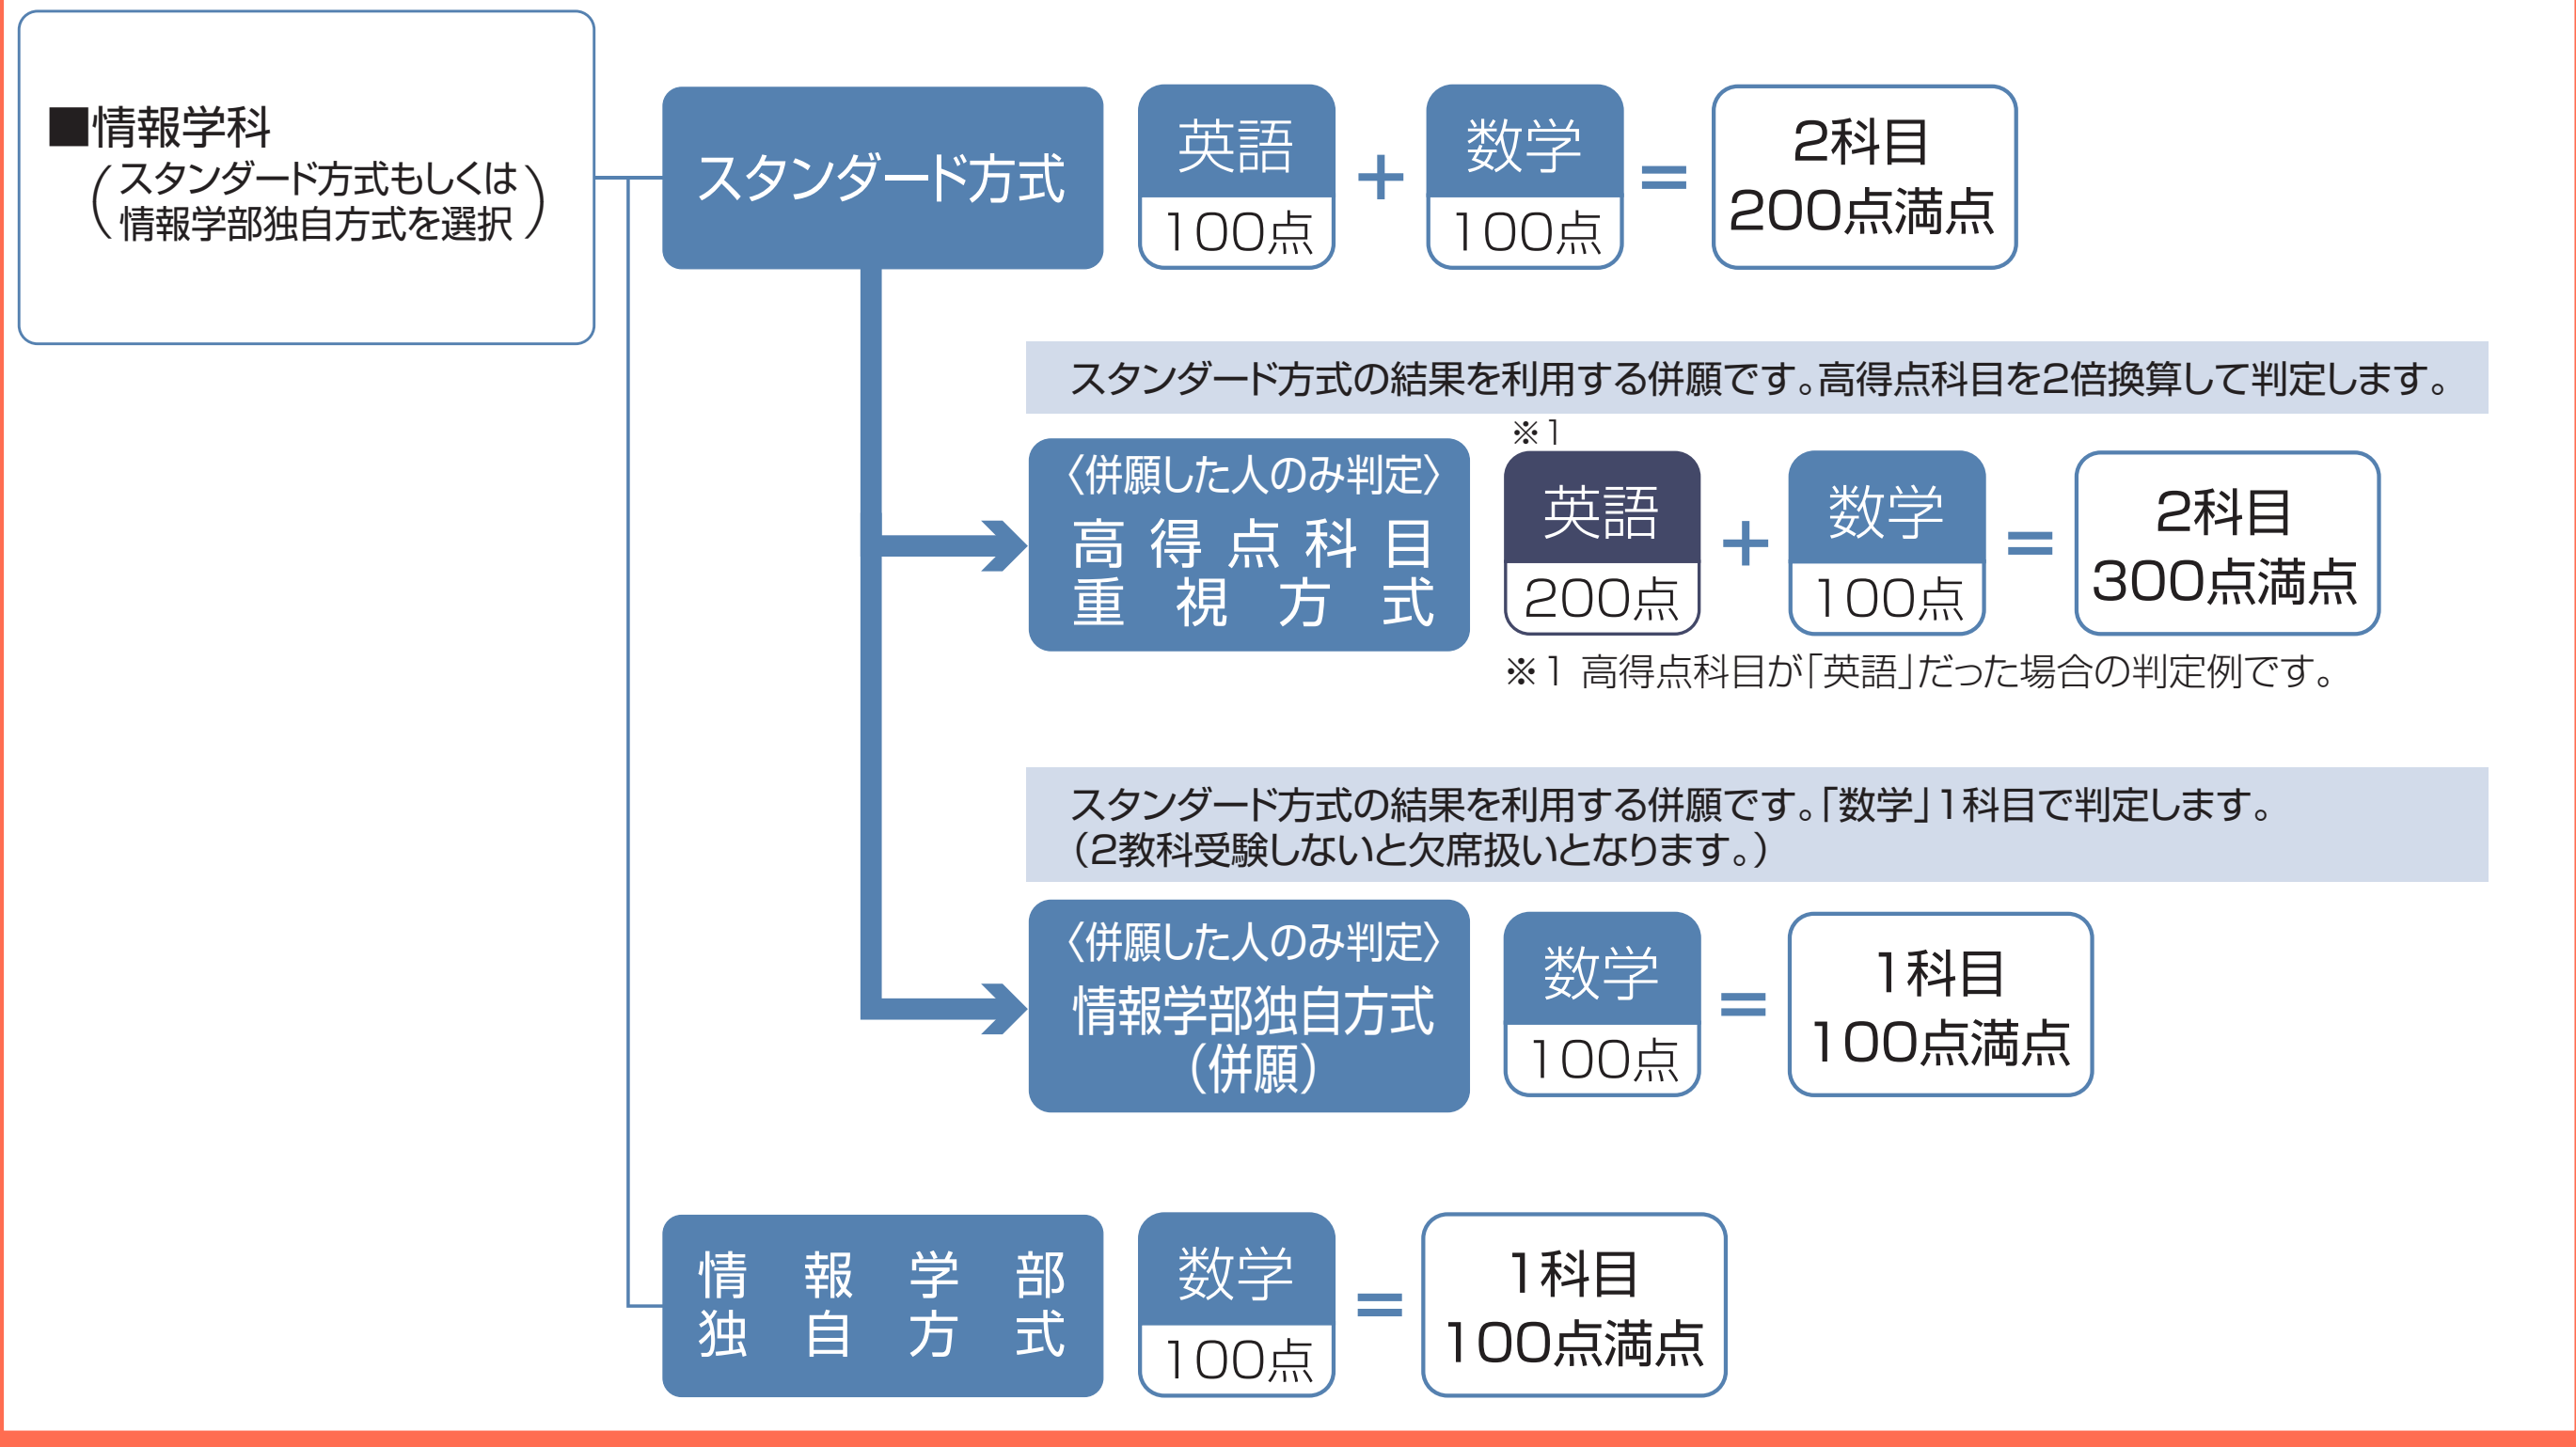 ■情報学科
（スタンダード方式もしくは
情報学部独自方式を選択）
スタンダード方式
英語
100点
＋
数学
100点
＝
2科目
200点満点
スタンダード方式の結果を利用する併願です。高得点科目を2倍換算して判定します。
〈併願した人のみ判定〉
高得点科目
重視方式
※1
英語
200点
＋
数学
100点
＝
2科目
300点満点
※1 高得点科目が「英語」だった場合の判定例です。
スタンダード方式の結果を利用する併願です。「数学」1科目で判定します。
（2教科受験しないと欠席扱いとなります。）
〈併願した人のみ判定〉
情報学部独自方式
（併願）
数学
100点
＝
1科目
100点満点
情報学部
独自方式
数学
100点
＝
1科目
100点満点